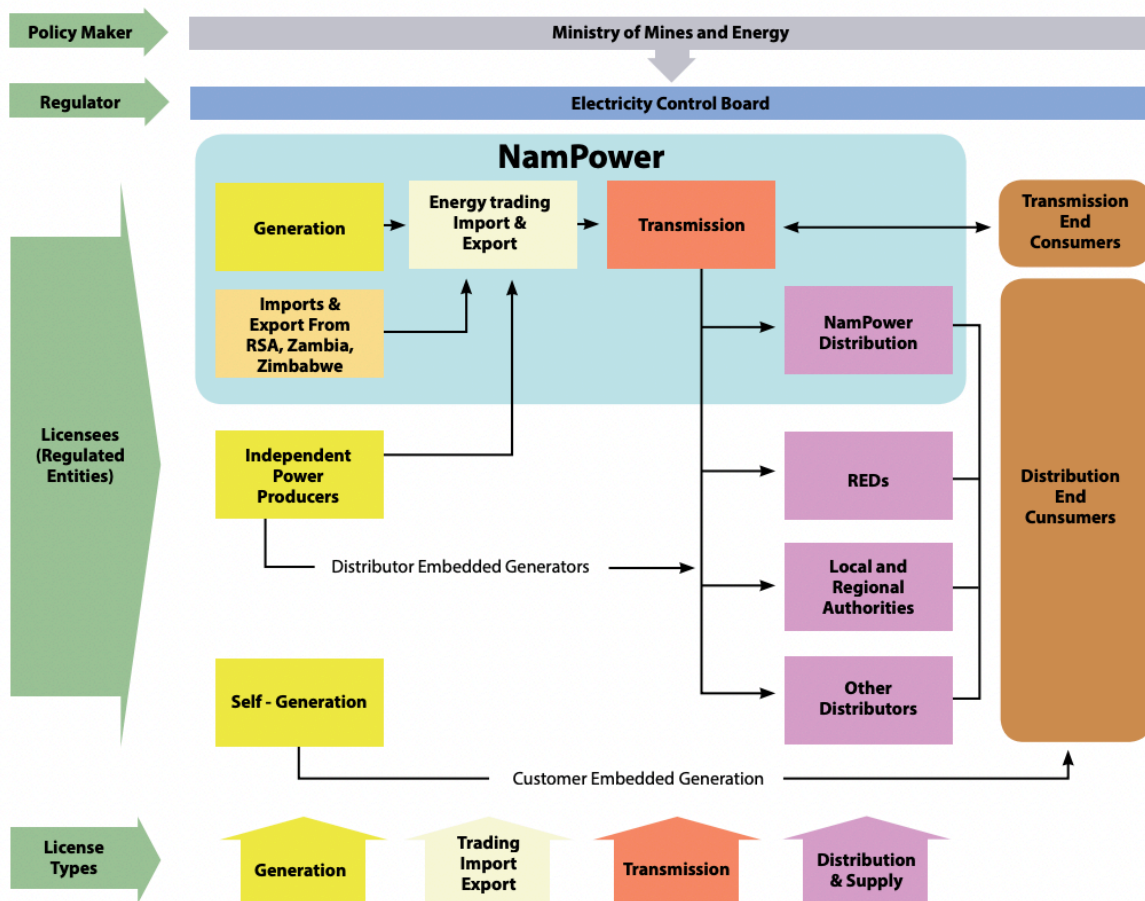 Policy Maker
Ministry of Mines and Energy
Regulator
Electricity Control Board
NamPower
Generation
Energy trading
Import &
Export
Transmission
Transmission
End
Consumers
Imports &
Export From
RSA, Zambia,
Zimbabwe
NamPower
Distribution
Licensees
(Regulated
Entities)
Independent
Power
Producers
REDs
Distribution
End
Cunsumers
Distributor Embedded Generators
Local and
Regional
Authorities
Self - Generation
Other
Distributors
Customer Embedded Generation
License
Types
Generation
Trading
Import
Export
Transmission
Distribution
& Supply